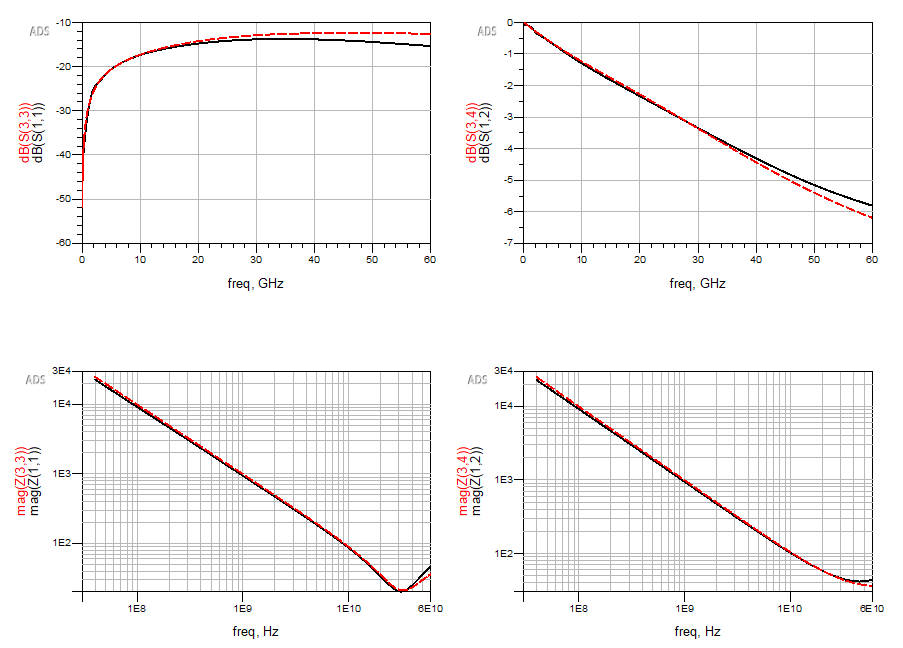 ADS
-10
-20
-30
-40
-50
-60
0 10 20 30 40 50 60
freq, GHz
dB(S(3,3))
dB(S(1,1))
ADS
0
-1
-2
-3
-4
-5
-6
-7
0 10 20 30 40 50 60
freq, GHz
dB(S(3,4))
dB(S(1,2))
ADS
3E4
1E4
1E3
1E2
1E8 1E9 1E10 6E10
freq, Hz
mag(Z(3,3))
mag(Z(1,1))
ADS
3E4
1E4
1E3
1E2
1E8 1E9 1E10 6E10
freq, Hz
mag(Z(3,4))
mag(Z(1,2))